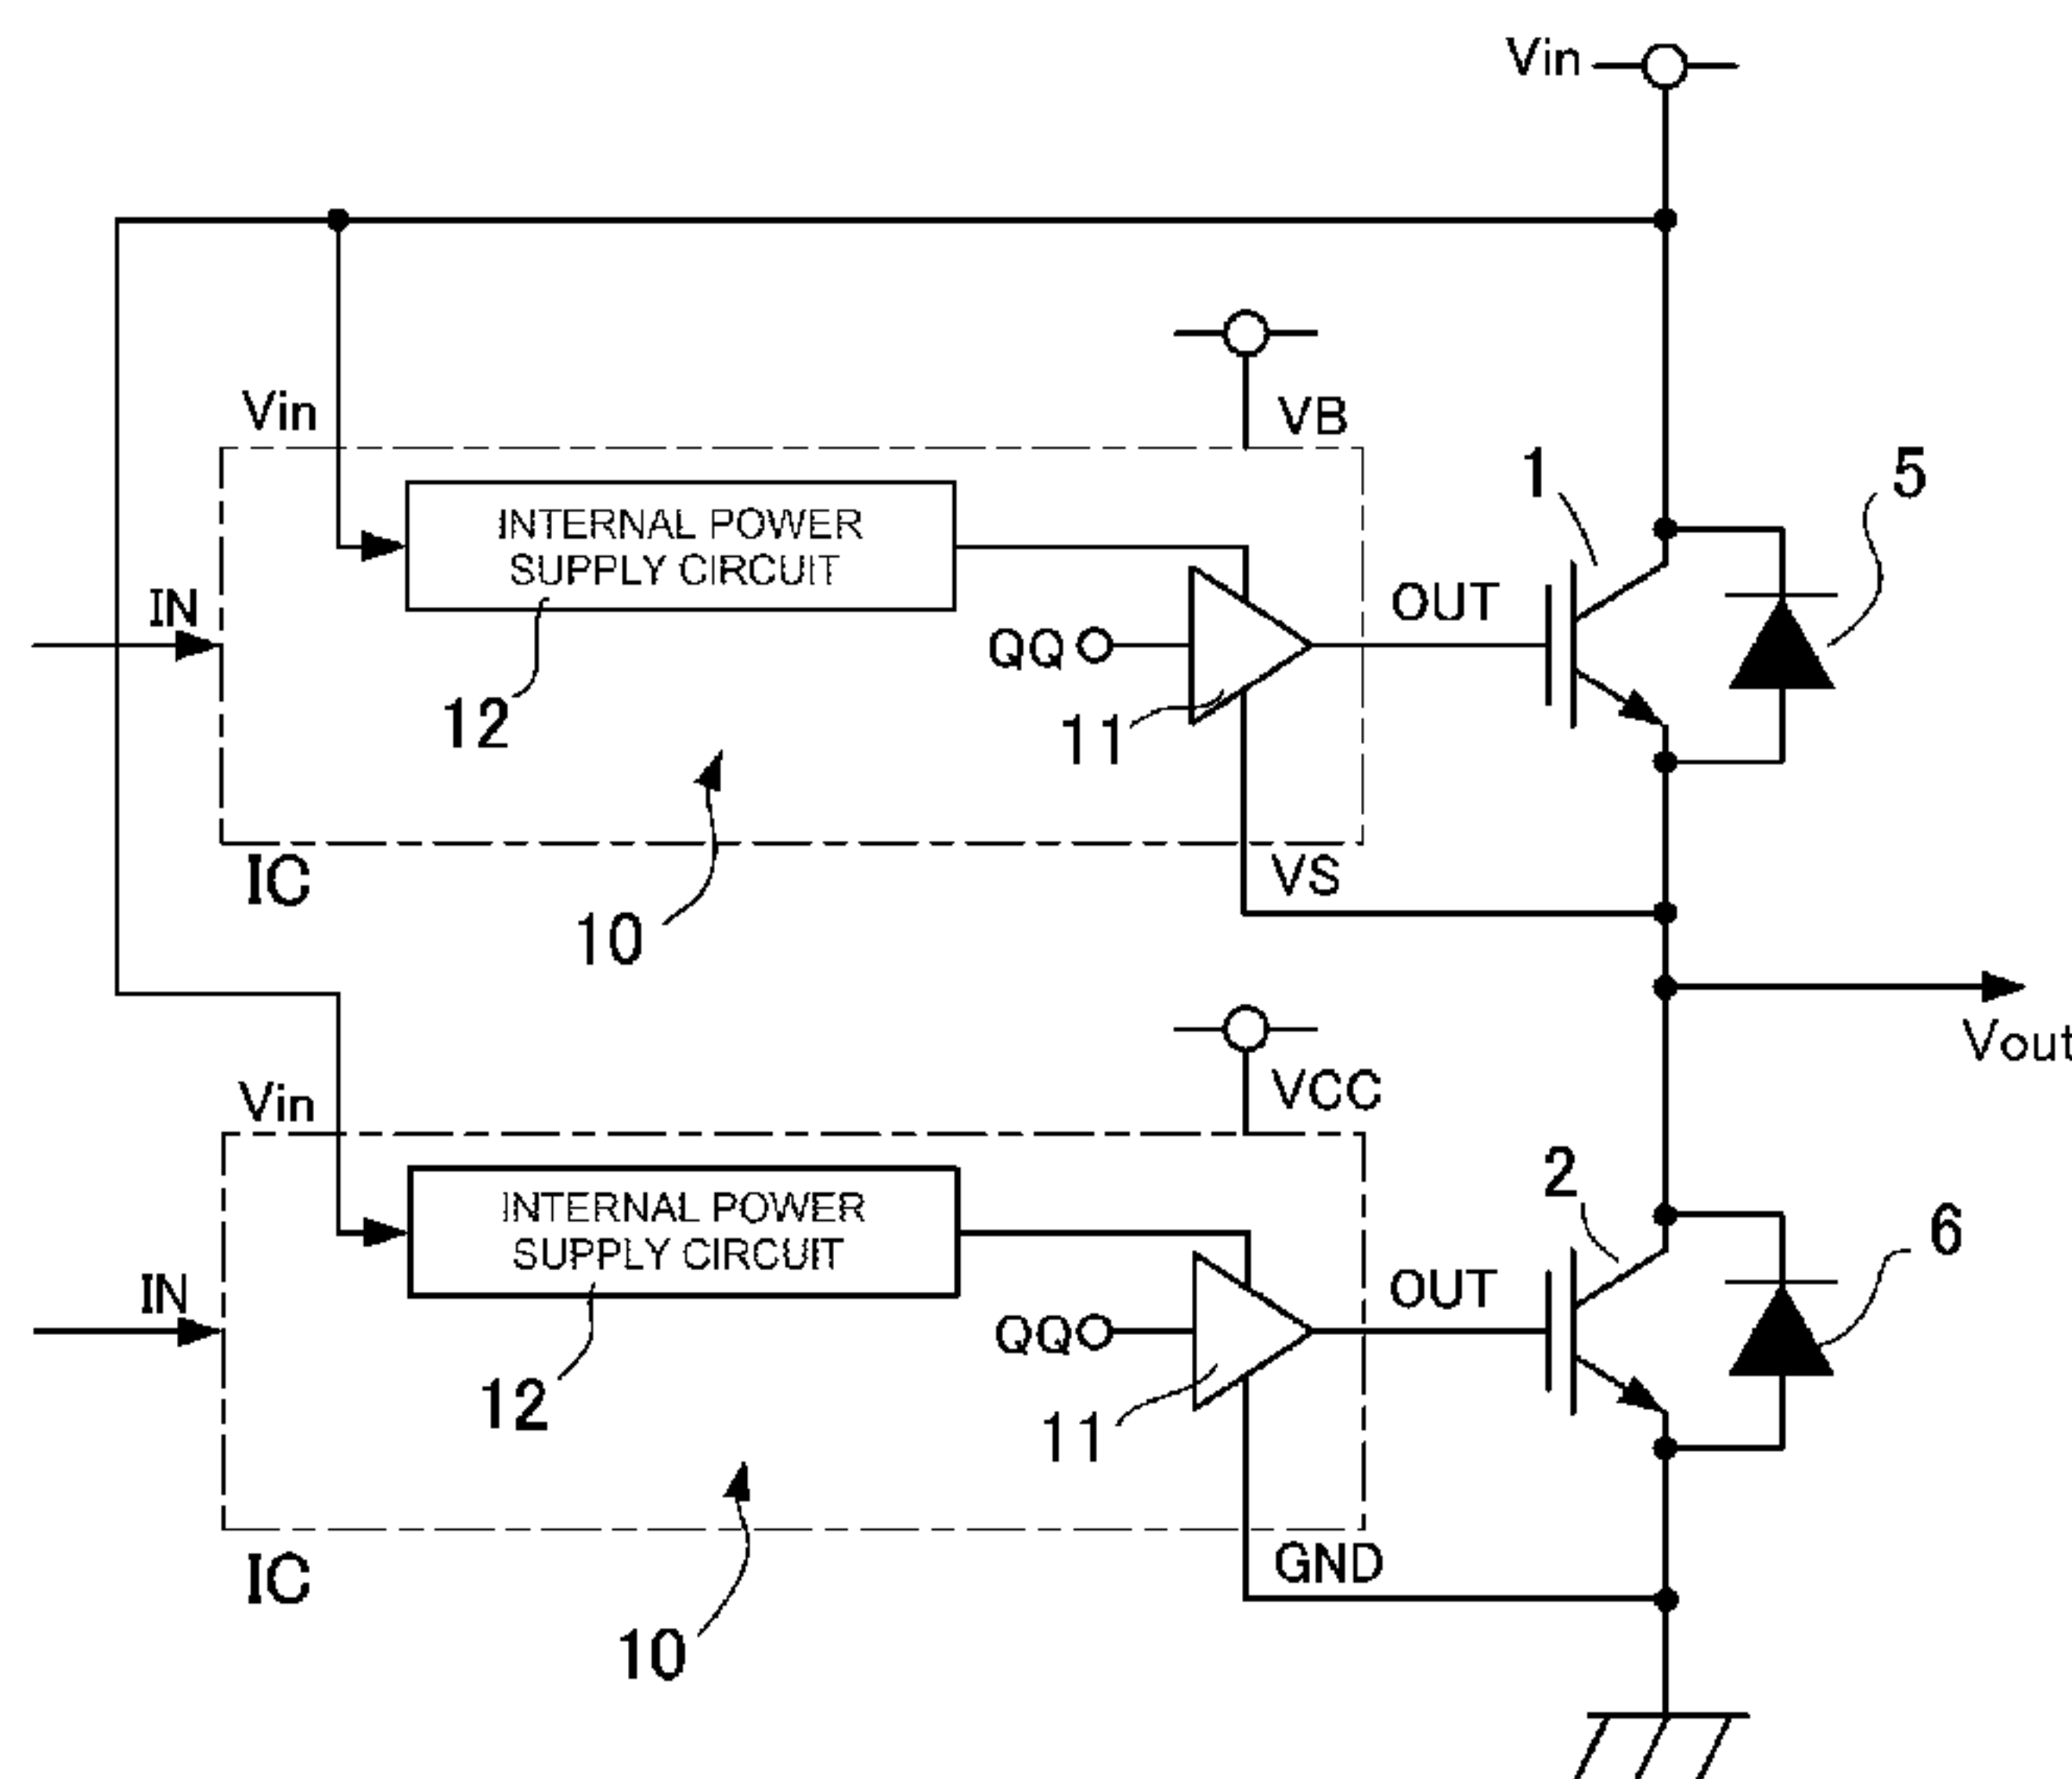 Vin
Vin
VB
1
5
INTERNAL POWER
SUPPLY CIRCUIT
IN
OUT
QQ
12
11
IC
VS
10
Vout
Vin
VCC
2
6
INTERNAL POWER
SUPPLY CIRCUIT
IN
OUT
QQ
12
11
IC
GND
10